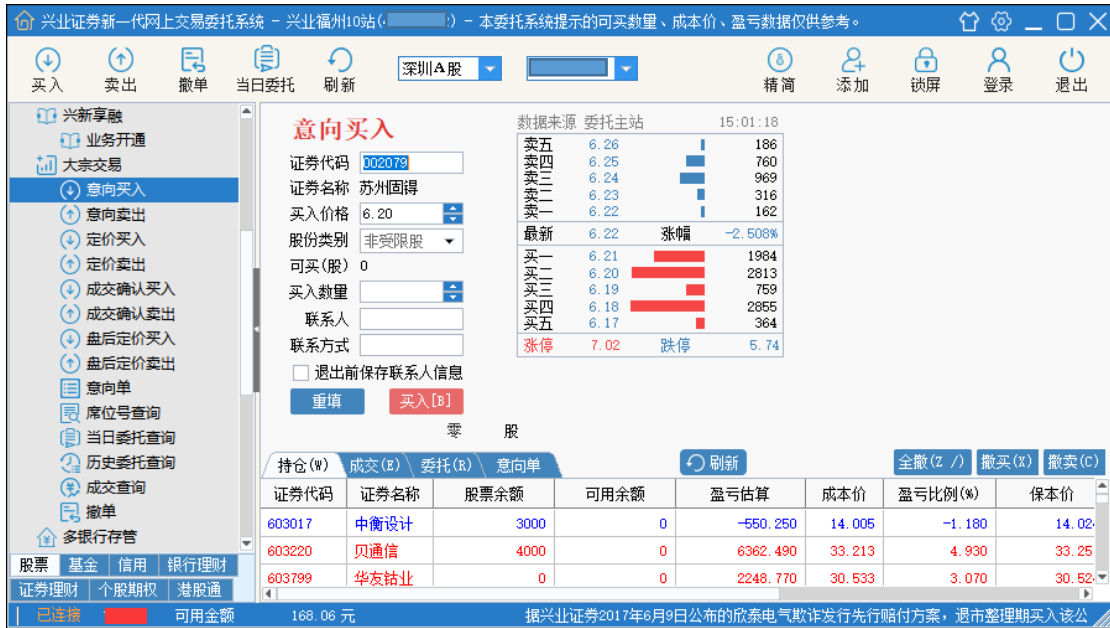 兴业证券新一代网上交易委托系统 - 兴业福州10站( :) - 本委托系统提示的可买数量、成本价、盈亏数据仅供参考。
买入 卖出 撤单 当日委托 刷新 深圳A股 精简 添加 锁屏 登录 退出
兴新享融
业务开通
大宗交易
意向买入
意向卖出
定价买入
定价卖出
成交确认买入
成交确认卖出
盘后定价买入
盘后定价卖出
意向单
席位号查询
当日委托查询
历史委托查询
成交查询
撤单
多银行存管
股票 基金 信用 银行理财
证券理财 个股期权 港股通
意向买入
证券代码 002079
证券名称 苏州固锝
买入价格 6.20
股份类别 非受限股
可买(股) 0
买入数量
联系人
联系方式
退出前保存联系人信息
重填 买入[B]
零 股
数据来源 委托主站 15:01:18
卖五 6.26 186
卖四 6.25 760
卖三 6.24 969
卖二 6.23 316
卖一 6.22 162
最新 6.22 涨幅 -2.508%
买一 6.21 1984
买二 6.20 2813
买三 6.19 759
买四 6.18 2855
买五 6.17 364
涨停 7.02 跌停 5.74
持仓(W) 成交(E) 委托(R) 意向单 刷新 全撤(Z /) 撤买(X) 撤卖(C)
证券代码 证券名称 股票余额 可用余额 盈亏估算 成本价 盈亏比例(%) 保本价
603017 中衡设计 3000 0 -550.250 14.005 -1.180 14.02
603220 贝通信 4000 0 6362.490 33.213 4.930 33.25
603799 华友钴业 0 0 2248.770 30.533 3.070 30.52
已连接 可用金额 168.06 元 据兴业证券2017年6月9日公布的欣泰电气欺诈发行先行赔付方案，退市整理期买入该公